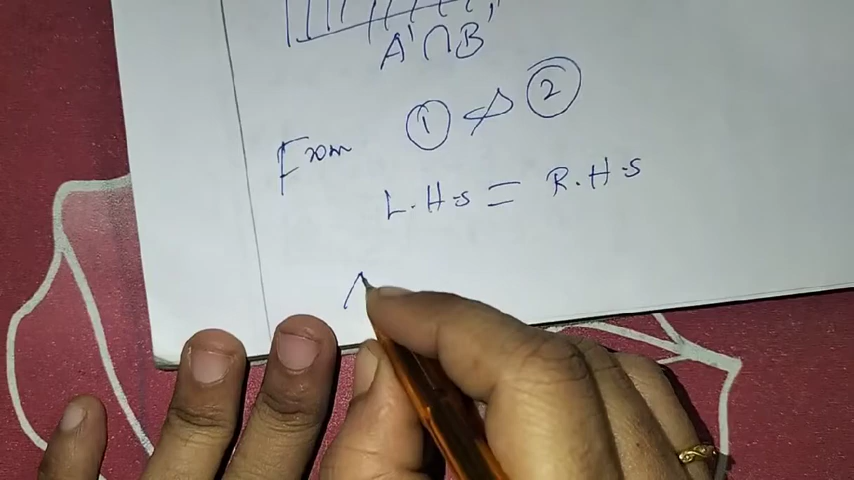 A' ∩ B'
From ① & ②
L.H.S = R.H.S